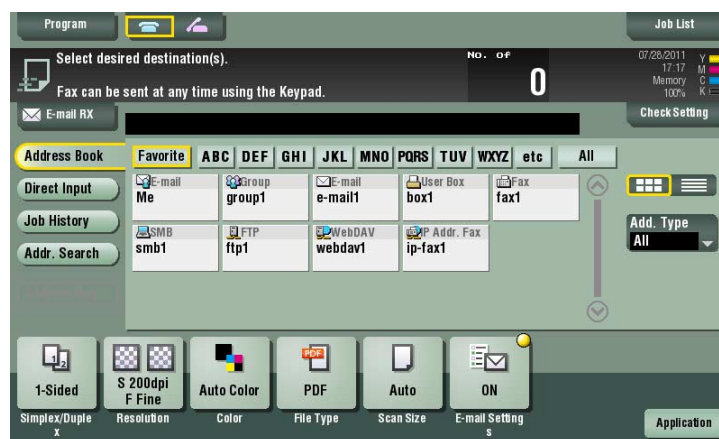 Program
Job List
Select desired destination(s).
No. of
0
Fax can be sent at any time using the Keypad.
07/28/2011
17:17
Memory
100%
Y
M
C
K
E-mail RX
Check Setting
Address Book
Favorite ABC DEF GHI JKL MNO PQRS TUV WXYZ etc All
Direct Input
E-mail
Me
Group
group1
E-mail
e-mail1
User Box
box1
Fax
fax1
Job History
Add. Type
All
Addr. Search
SMB
smb1
FTP
ftp1
WebDAV
webdav1
IP Addr. Fax
ip-fax1
1-Sided
S 200dpi
F Fine
Auto Color
PDF
PDF
Auto
ON
Simplex/Duple
x
Resolution
Color
File Type
Scan Size
E-mail Setting
s
Application